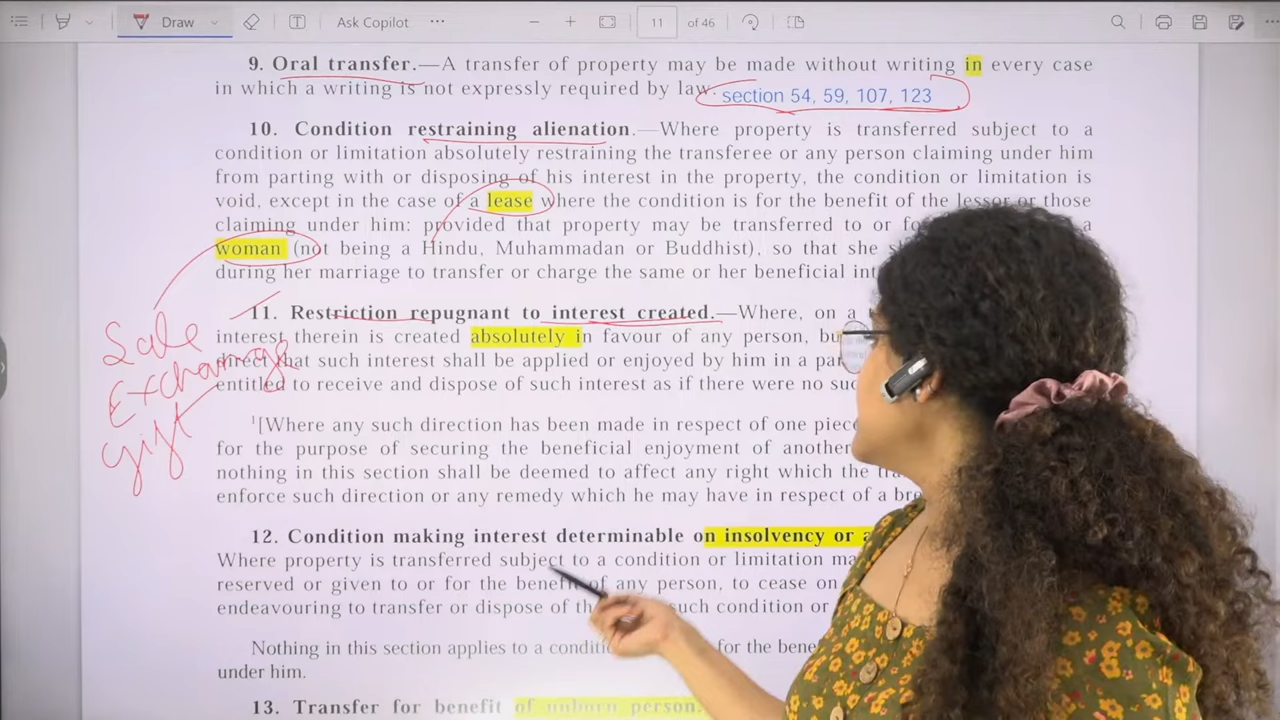 Draw
Ask Copilot
11 of 46
9. Oral transfer.—A transfer of property may be made without writing in every case
in which a writing is not expressly required by law.
section 54, 59, 107, 123
10. Condition restraining alienation.—Where property is transferred subject to a
condition or limitation absolutely restraining the transferee or any person claiming under him
from parting with or disposing of his interest in the property, the condition or limitation is
void, except in the case of a lease where the condition is for the benefit of the lessor or those
claiming under him: provided that property may be transferred to or for a
woman (not being a Hindu, Muhammadan or Buddhist), so that she
during her marriage to transfer or charge the same or her beneficial
11. Restriction repugnant to interest created.—Where, on a
interest therein is created absolutely in favour of any person,
direct that such interest shall be applied or enjoyed by him in a
entitled to receive and dispose of such interest as if there were no
Sale
Exchange
gift
1[Where any such direction has been made in respect of one piece
for the purpose of securing the beneficial enjoyment of another
nothing in this section shall be deemed to affect any right which the
enforce such direction or any remedy which he may have in respect of a
12. Condition making interest determinable on insolvency or
Where property is transferred subject to a condition or limitation
reserved or given to or for the benefit of any person, to cease on
endeavouring to transfer or dispose of such condition or
Nothing in this section applies to a for the
under him.
13. Transfer for benefit of unborn person.